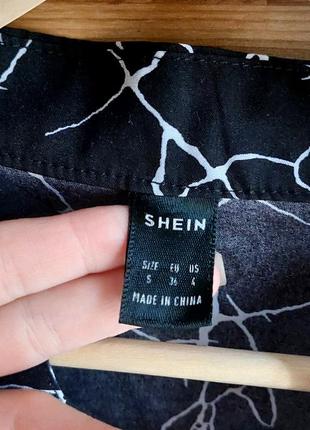 SHEIN
SIZE EU US
S 36 4
MADE IN CHINA